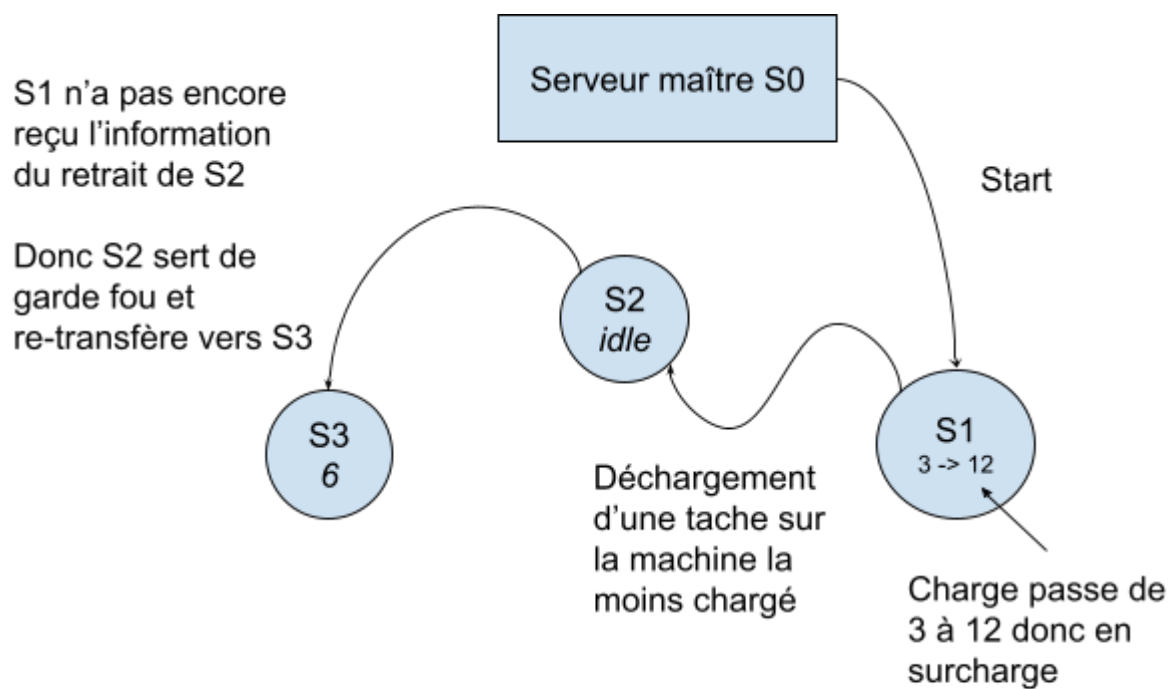 Serveur maître S0
S1 n'a pas encore
reçu l'information
du retrait de S2
Donc S2 sert de
garde fou et
re-transfère vers S3
Start
S2
idle
S3
6
S1
3 -> 12
Déchargement
d'une tache sur
la machine la
moins chargé
Charge passe de
3 à 12 donc en
surcharge